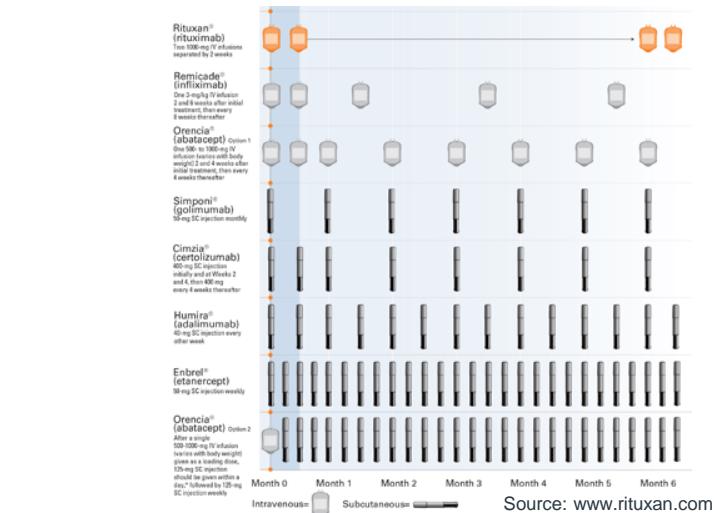 Rituxan®
(rituximab)
Two 1000-mg IV infusions
separated by 2 weeks
Remicade®
(infliximab)
One 3-mg/kg IV infusion
2 and 6 weeks after initial
treatment, then every
8 weeks thereafter
Orencia®
(abatacept) Option 1
One 500- to 1000-mg IV
infusion (varies with body
weight) 2 and 4 weeks after
initial treatment, then every
4 weeks thereafter
Simponi®
(golimumab)
50-mg SC injection monthly
Cimzia®
(certolizumab)
400-mg SC injection
initially and at Weeks 2
and 4, then 400 mg
every 4 weeks thereafter
Humira®
(adalimumab)
40-mg SC injection every
other week
Enbrel®
(etanercept)
50-mg SC injection weekly
Orencia®
(abatacept) Option 2
After a single
500-1000-mg IV infusion
(varies with body weight)
given as a loading dose,
125-mg SC injection
should be given within a
day,* followed by 125-mg
SC injection weekly
Month 0 Month 1 Month 2 Month 3 Month 4 Month 5 Month 6
Intravenous= Subcutaneous=
Source: www.rituxan.com